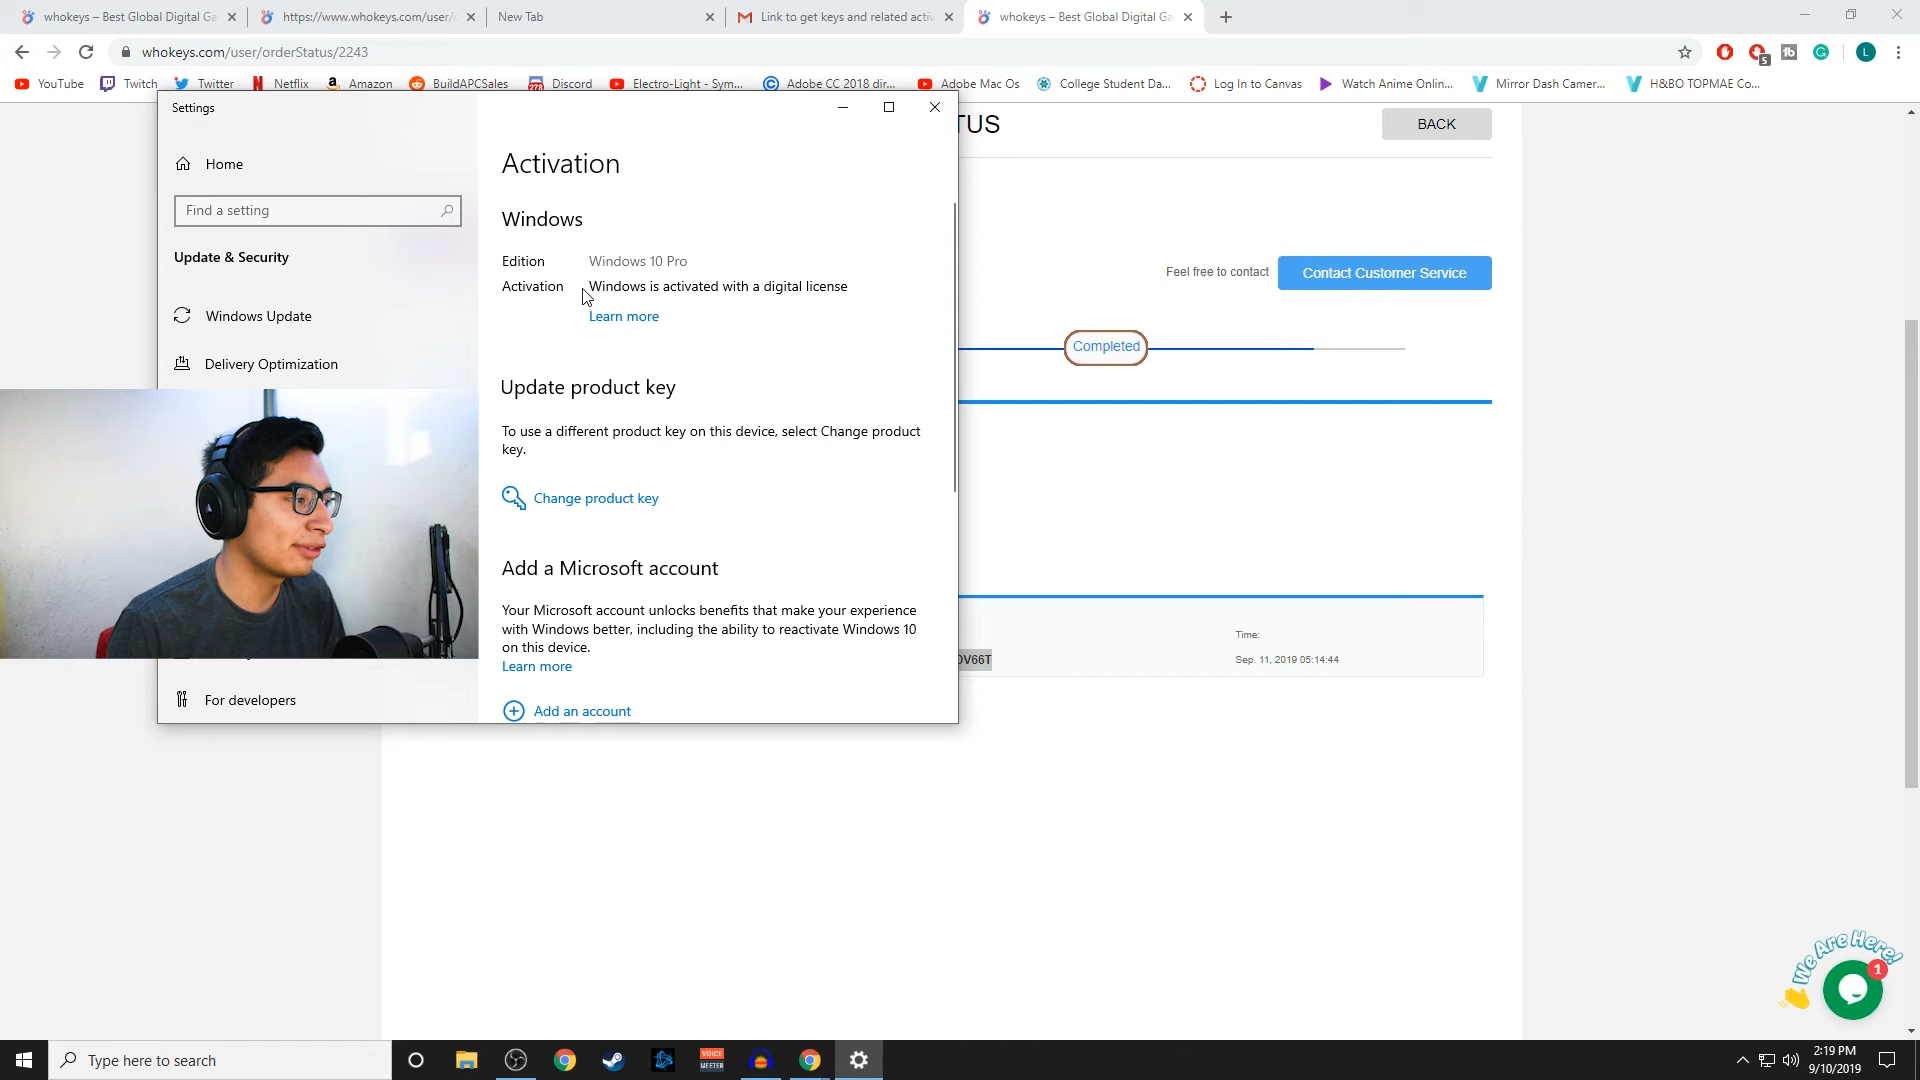 whokeys – Best Global Digital Ga
https://www.whokeys.com/user/
New Tab
Link to get keys and related activ
whokeys – Best Global Digital Ga
whokeys.com/user/orderStatus/2243
5
L
YouTube
Twitch
Twitter
Netflix
Amazon
BuildAPCSales
Discord
Electro-Light - Sym...
Adobe CC 2018 dir...
Adobe Mac Os
College Student Da...
Log In to Canvas
Watch Anime Onlin...
Mirror Dash Camer...
H&BO TOPMAE Co...
Settings
Home
Find a setting
Update & Security
Windows Update
Delivery Optimization
For developers
Activation
Windows
Edition Windows 10 Pro
Activation Windows is activated with a digital license
Learn more
Update product key
To use a different product key on this device, select Change product
key.
Change product key
Add a Microsoft account
Your Microsoft account unlocks benefits that make your experience
with Windows better, including the ability to reactivate Windows 10
on this device.
Learn more
Add an account
TUS
BACK
Feel free to contact
Contact Customer Service
Completed
Time:
V66T
Sep. 11, 2019 05:14:44
We Are Here!
1
Type here to search
VOICE
MEETER
2:19 PM
9/10/2019